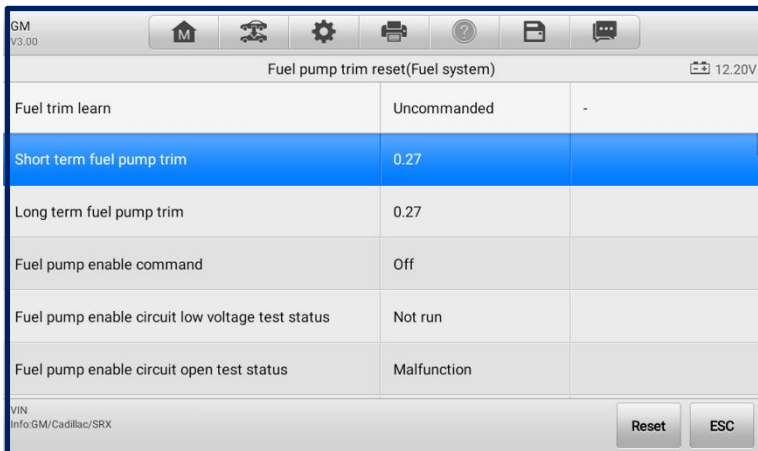 GM
V3.00
M
?
Fuel pump trim reset(Fuel system)
12.20V
Fuel trim learn Uncommanded -
Short term fuel pump trim 0.27
Long term fuel pump trim 0.27
Fuel pump enable command Off
Fuel pump enable circuit low voltage test status Not run
Fuel pump enable circuit open test status Malfunction
VIN
Info:GM/Cadillac/SRX
Reset ESC